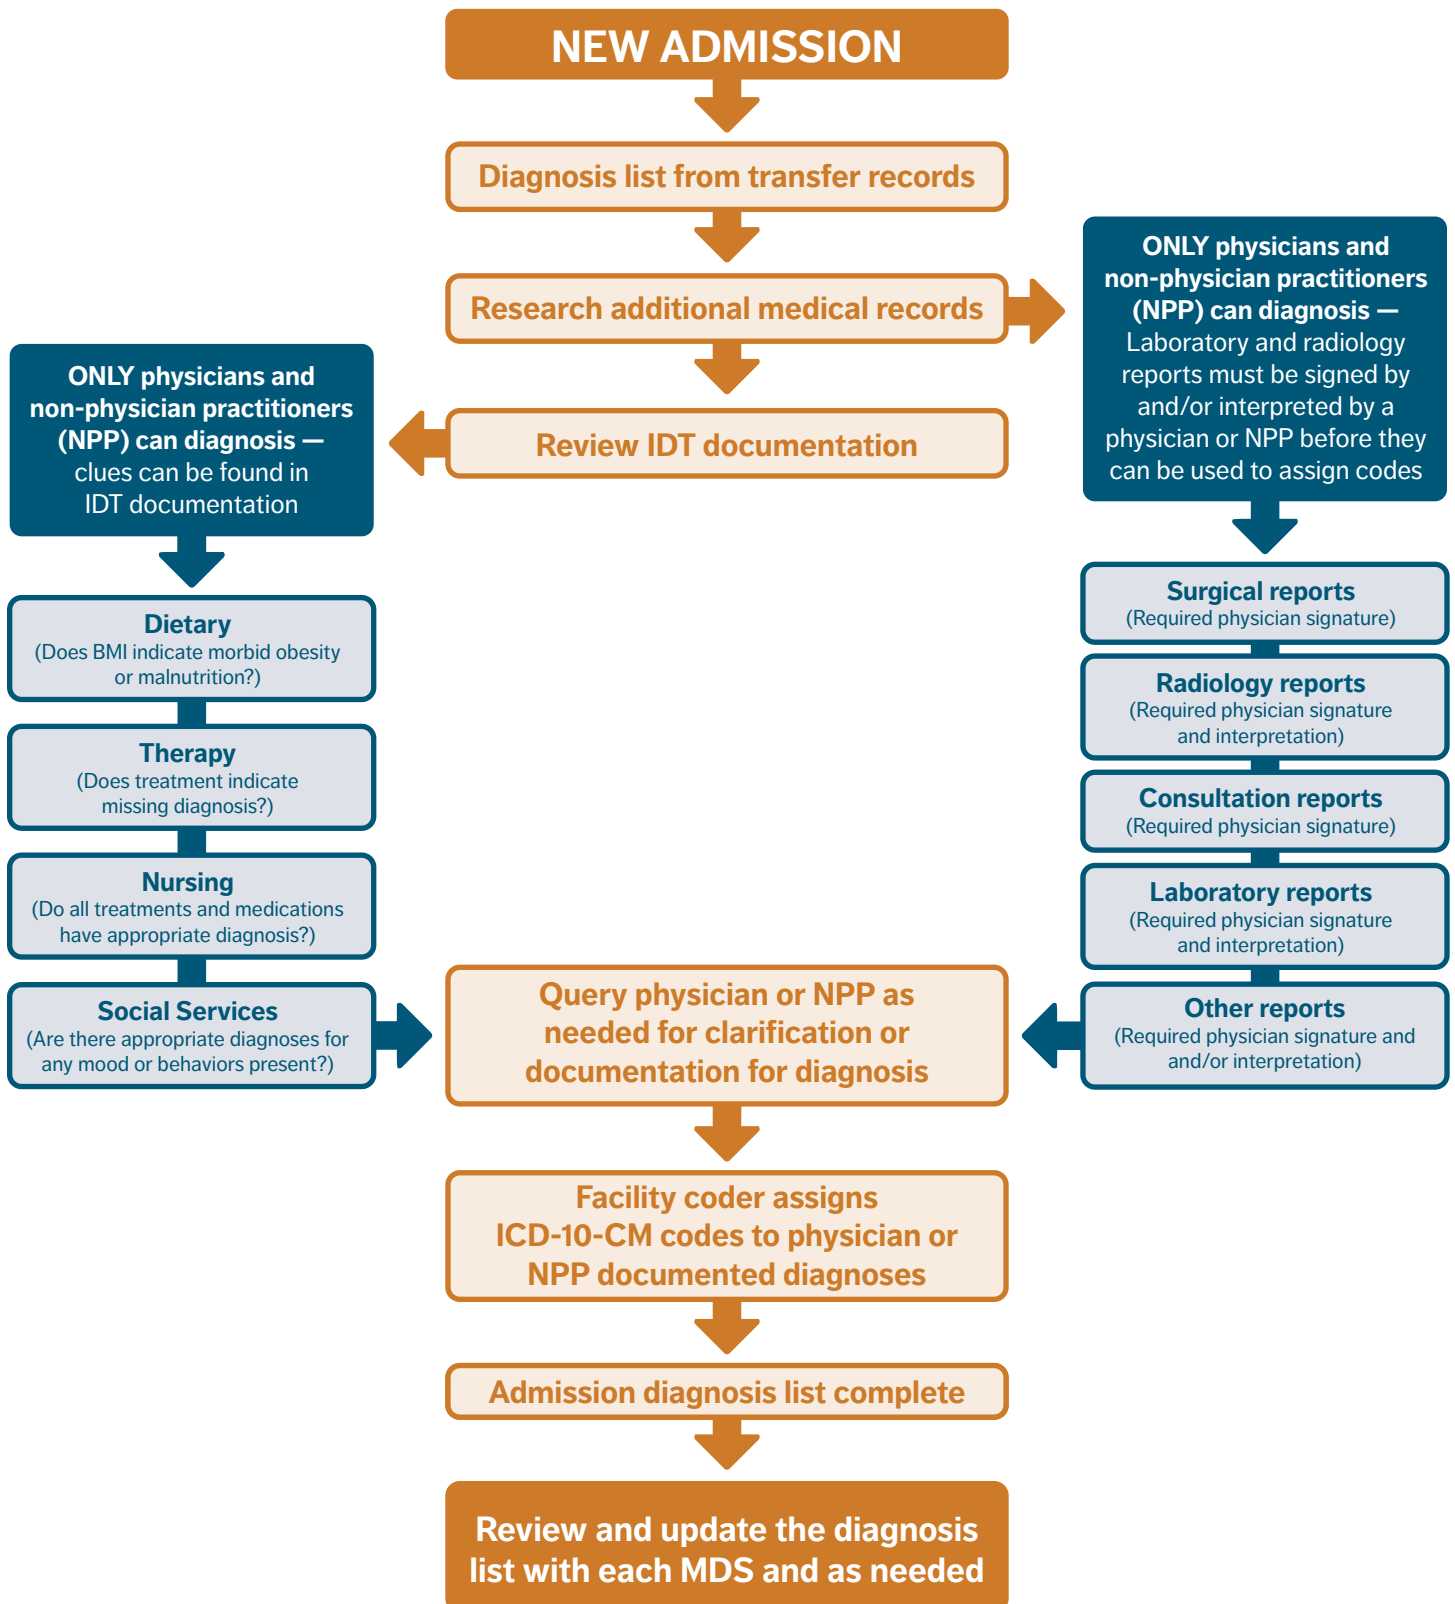 NEW ADMISSION
Diagnosis list from transfer records
Research additional medical records
ONLY physicians and
non-physician practitioners
(NPP) can diagnosis —
Laboratory and radiology
reports must be signed by
and/or interpreted by a
physician or NPP before they
can be used to assign codes
Review IDT documentation
ONLY physicians and
non-physician practitioners
(NPP) can diagnosis —
clues can be found in
IDT documentation
Dietary
(Does BMI indicate morbid obesity
or malnutrition?)
Therapy
(Does treatment indicate
missing diagnosis?)
Nursing
(Do all treatments and medications
have appropriate diagnosis?)
Social Services
(Are there appropriate diagnoses for
any mood or behaviors present?)
Surgical reports
(Required physician signature)
Radiology reports
(Required physician signature
and interpretation)
Consultation reports
(Required physician signature)
Laboratory reports
(Required physician signature
and interpretation)
Other reports
(Required physician signature and
and/or interpretation)
Query physician or NPP as
needed for clarification or
documentation for diagnosis
Facility coder assigns
ICD-10-CM codes to physician or
NPP documented diagnoses
Admission diagnosis list complete
Review and update the diagnosis
list with each MDS and as needed